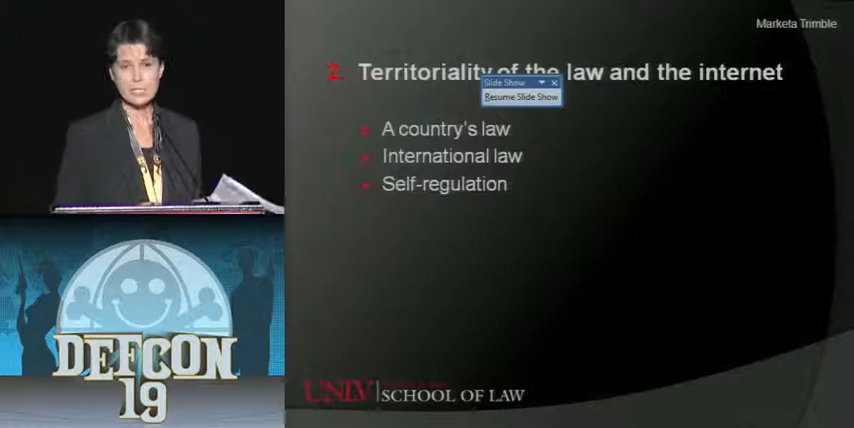 Marketa Trimble
2. Territoriality of the law and the internet
Slide Show
Resume Slide Show
A country's law
International law
Self-regulation
DEFCON
19
UNLV
SCHOOL OF LAW